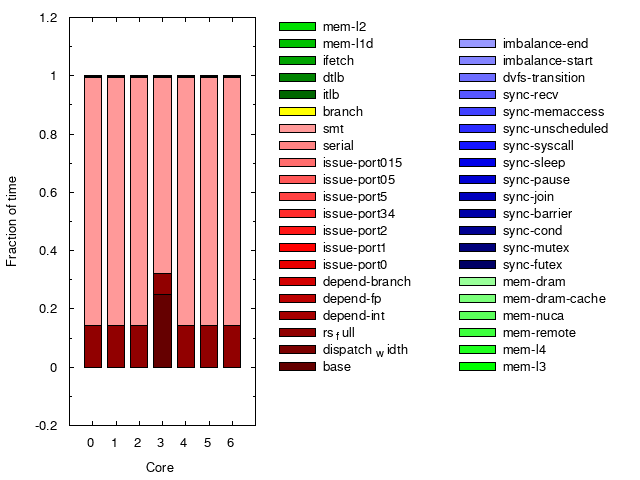 1.2
1
0.8
0.6
0.4
0.2
0
-0.2
Fraction of time
0 1 2 3 4 5 6
Core
mem-l2
mem-l1d
ifetch
dtlb
itlb
branch
smt
serial
issue-port015
issue-port05
issue-port5
issue-port34
issue-port2
issue-port1
issue-port0
depend-branch
depend-fp
depend-int
rsfull
dispatchwidth
base
imbalance-end
imbalance-start
dvfs-transition
sync-recv
sync-memaccess
sync-unscheduled
sync-syscall
sync-sleep
sync-pause
sync-join
sync-barrier
sync-cond
sync-mutex
sync-futex
mem-dram
mem-dram-cache
mem-nuca
mem-remote
mem-l4
mem-l3